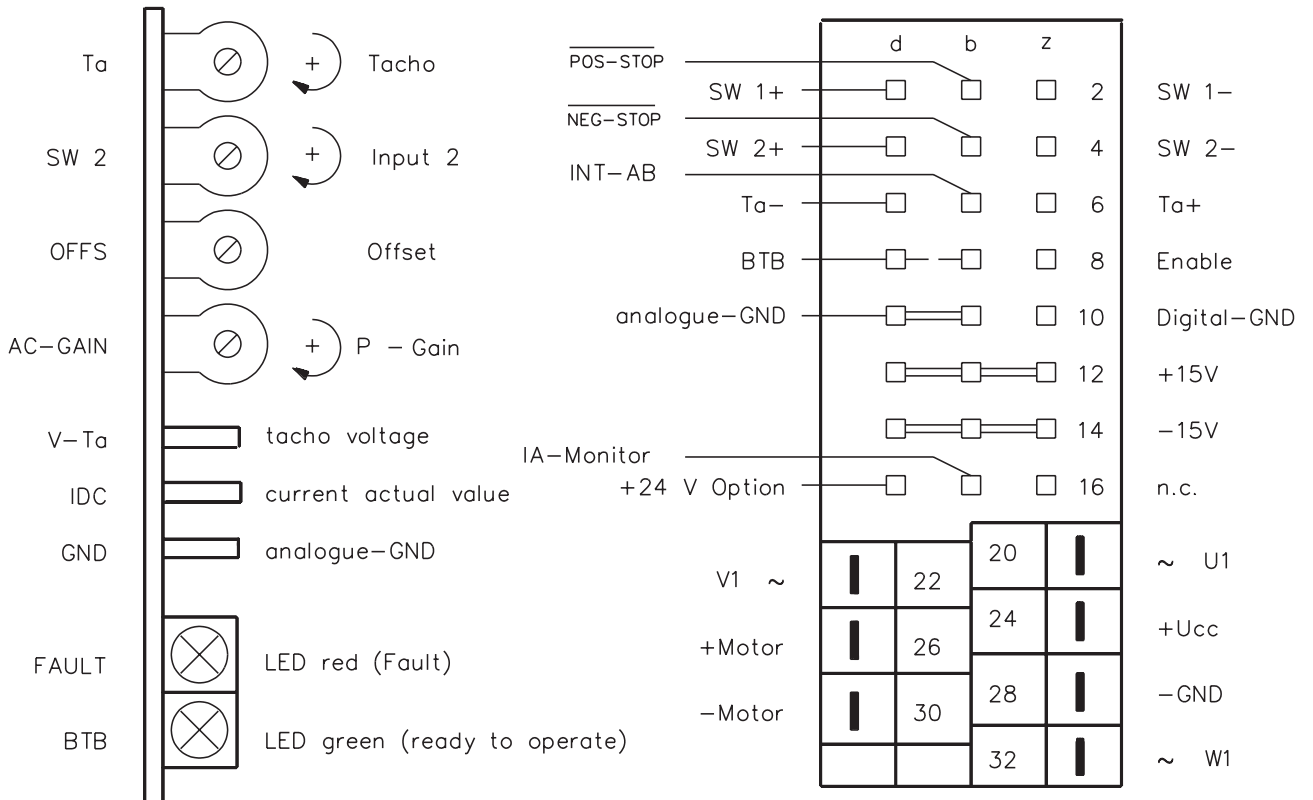 Ta + Tacho
SW 2 + Input 2
OFFS Offset
AC-GAIN + P - Gain
V-Ta tacho voltage
IDC current actual value
GND analogue-GND
FAULT LED red (Fault)
BTB LED green (ready to operate)
d b z
POS-STOP
SW 1+ 2 SW 1-
NEG-STOP
SW 2+ 4 SW 2-
INT-AB
Ta- 6 Ta+
BTB 8 Enable
analogue-GND 10 Digital-GND
12 +15V
14 -15V
IA-Monitor
+24 V Option 16 n.c.
20 ~ U1
V1 ~ 22
24 +Ucc
+Motor 26
28 -GND
-Motor 30
32 ~ W1